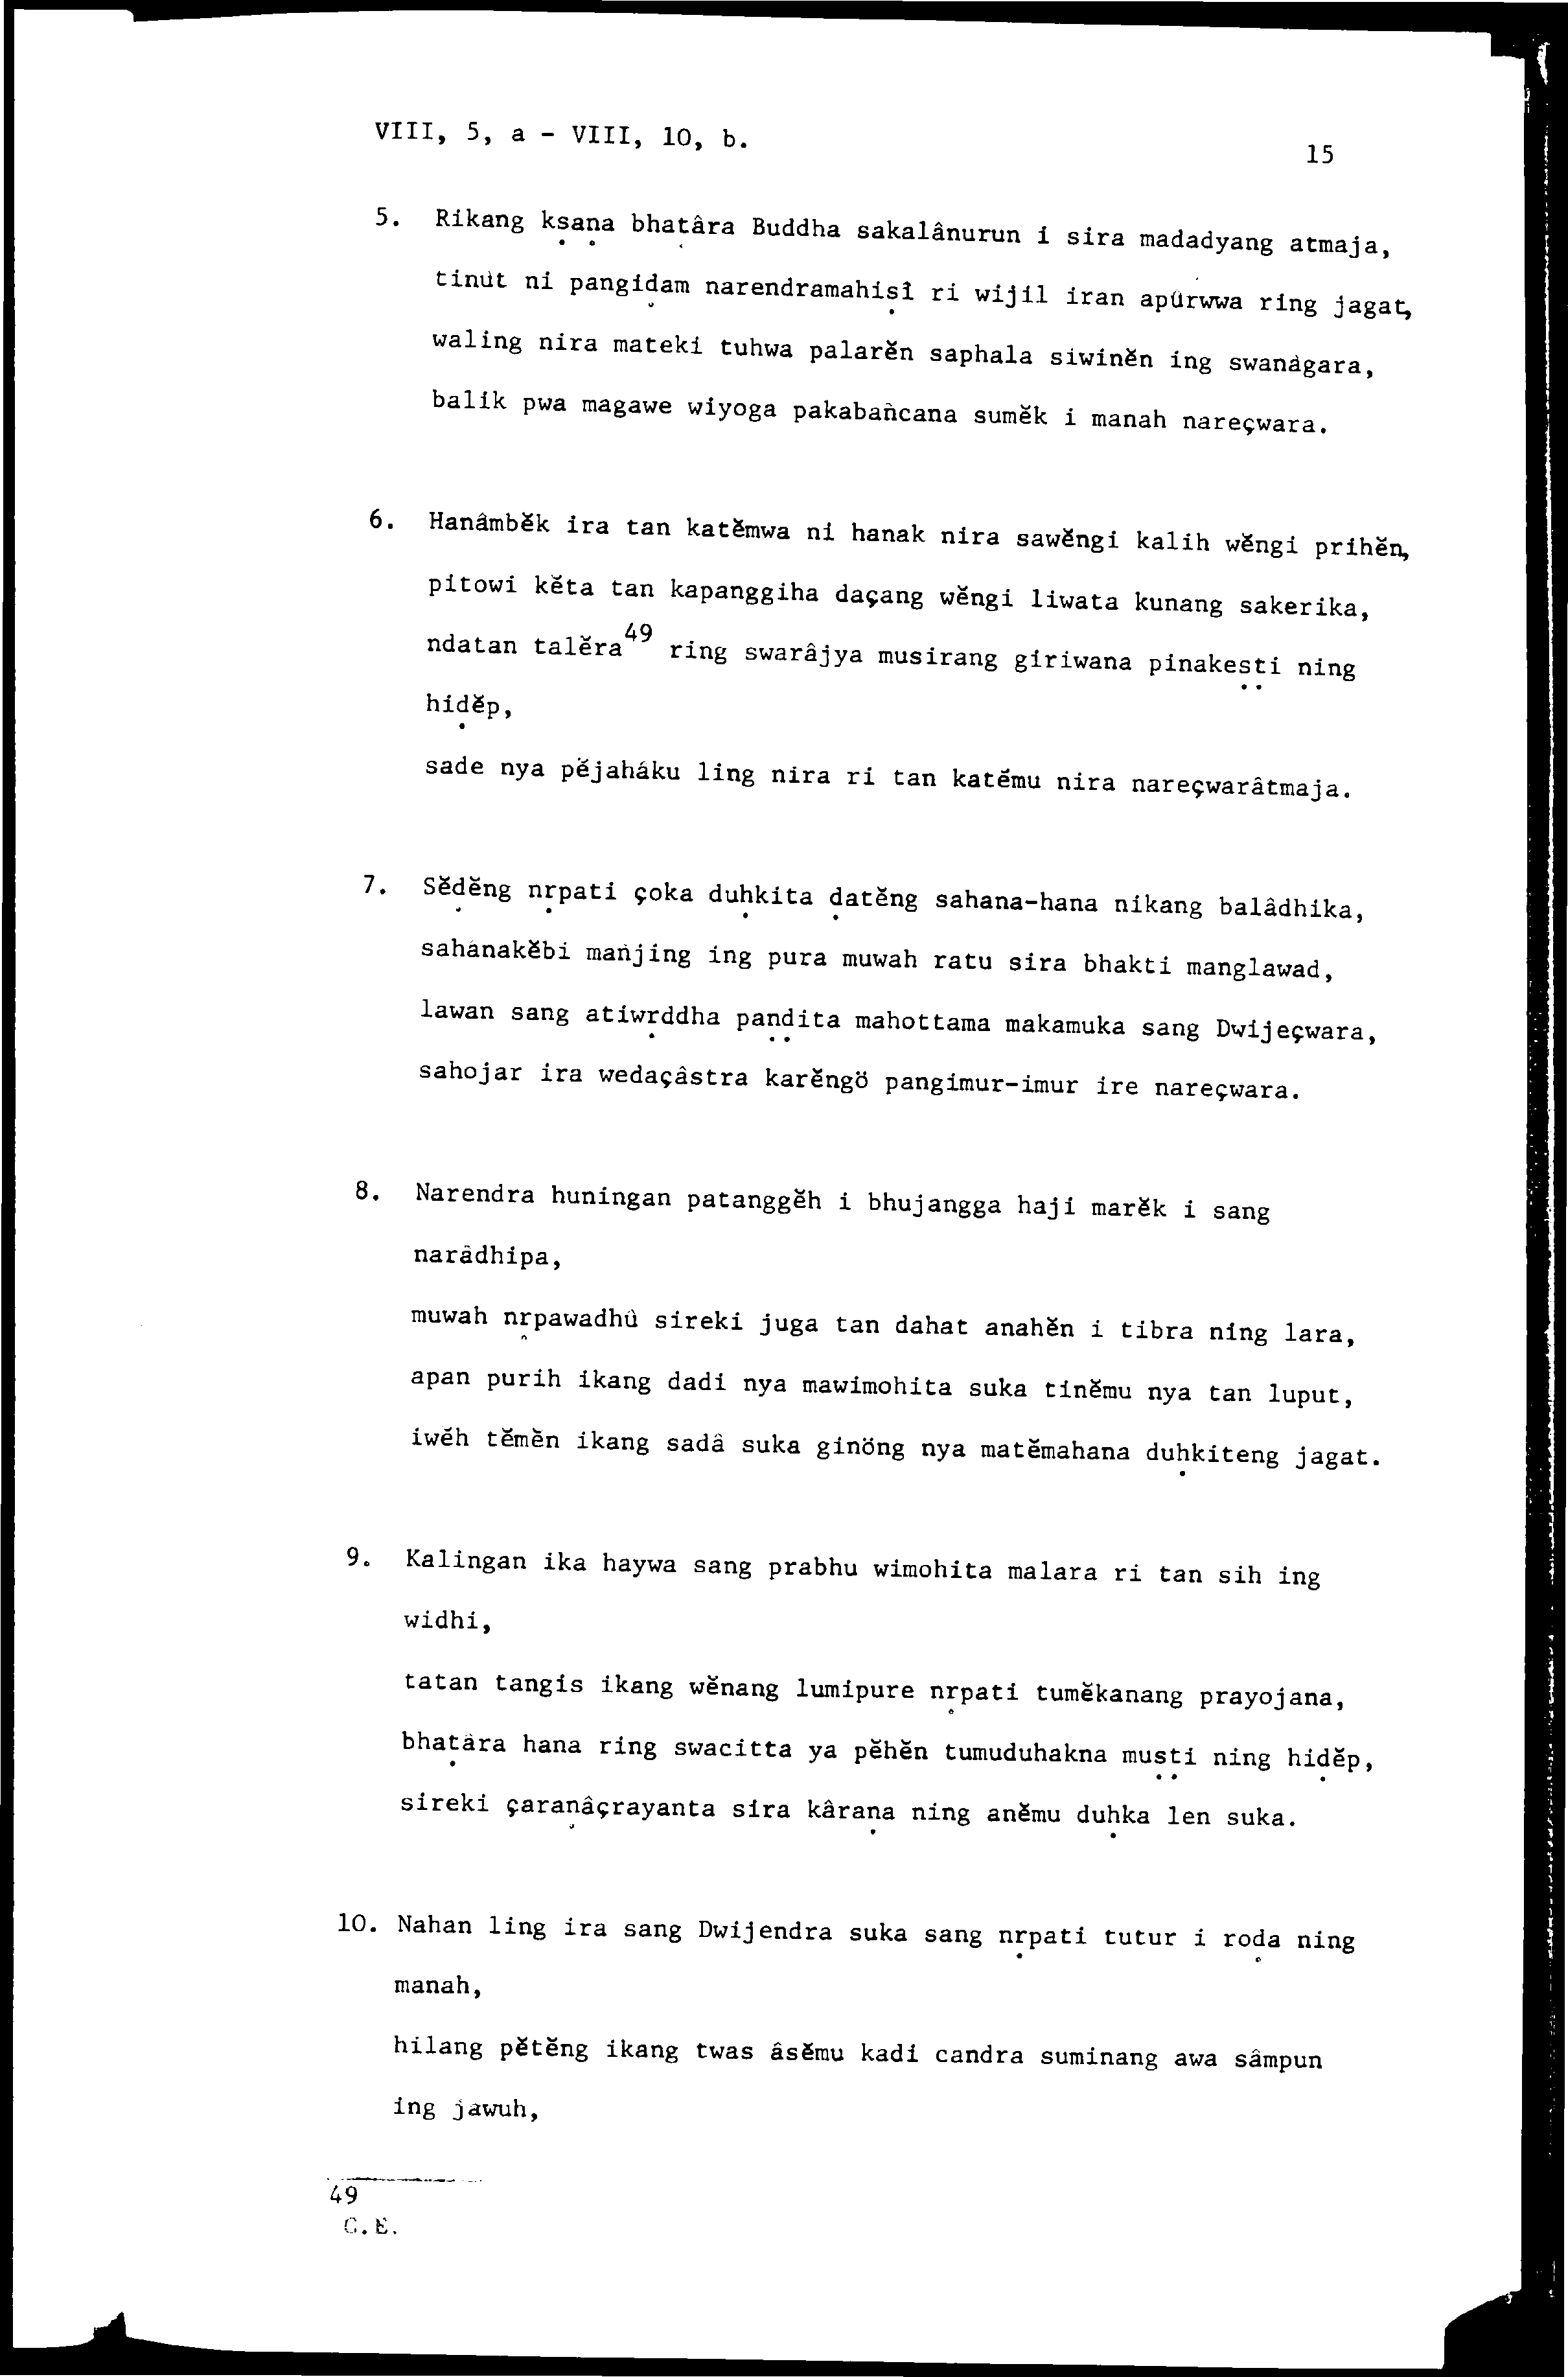 VIII, 5, a - VIII, 10, b.
15
5. Rikang kṣaṇa bhaṭâra Buddha sakalânurun i sira madadyang atmaja,
tinût ni pangiḍam narendramahiṣî ri wijil iran apûrwwa ring jagat,
waling nira mateki tuhwa palarĕn saphala siwinĕn ing swanâgara,
balik pwa magawe wiyoga pakabañcana sumĕk i manah nareçwara.
6. Hanâmbĕk ira tan katĕmwa ni hanak nira sawĕngi kalih wĕngi prihĕn,
pitowi kĕta tan kapanggiha daçang wĕngi liwata kunang sakerika,
ndatan talĕra⁴⁹ ring swarâjya musirang giriwana pinakeṣṭi ning
hiḍĕp,
sade nya pĕjahâku ling nira ri tan katĕmu nira nareçwarâtmaja.
7. Sĕḍĕng nṛpati çoka duḥkita ḍatĕng sahana-hana nikang balâdhika,
sahânakĕbi mañjing ing pura muwah ratu sira bhakti manglawad,
lawan sang atiwṛddha paṇḍita mahottama makamuka sang Dwijeçwara,
sahojar ira wedaçâstra karĕngö pangimur-imur ire nareçwara.
8. Narendra huningan patanggĕh i bhujangga haji marĕk i sang
narâdhipa,
muwah nṛpawadhû sireki juga tan dahat anahĕn i tibra ning lara,
apan purih ikang dadi nya mawimohita suka tinĕmu nya tan luput,
iwĕh tĕmĕn ikang sadâ suka ginöng nya matĕmahana duḥkiteng jagat.
9. Kalingan ika haywa sang prabhu wimohita malara ri tan sih ing
widhi,
tatan tangis ikang wĕnang lumipure nṛpati tumĕkanang prayojana,
bhaṭâra hana ring swacitta ya pĕhĕn tumuduhakna muṣṭi ning hiḍĕp,
sireki çaraṇâçrayanta sira kâraṇa ning anĕmu duḥka len suka.
10. Nahan ling ira sang Dwijendra suka sang nṛpati tutur i roḍa ning
manah,
hilang pĕtĕng ikang twas âsĕmu kadi candra suminang awa sâmpun
ing jawuh,
49
C.E.